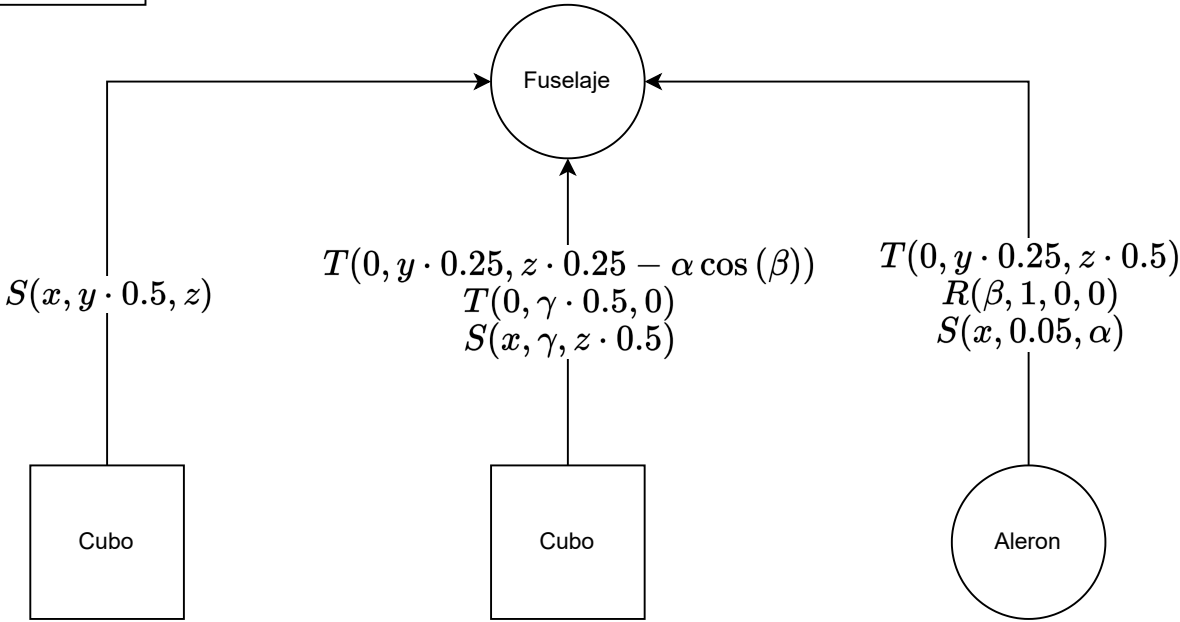 Fuselaje
T(0, y · 0.25, z · 0.5)
T(0, y · 0.25, z · 0.25 − α cos (β))
S(x, y · 0.5, z)
R(β, 1, 0, 0)
T(0, γ · 0.5, 0)
S(x, γ, z · 0.5)
S(x, 0.05, α)
Cubo
Cubo
Aleron